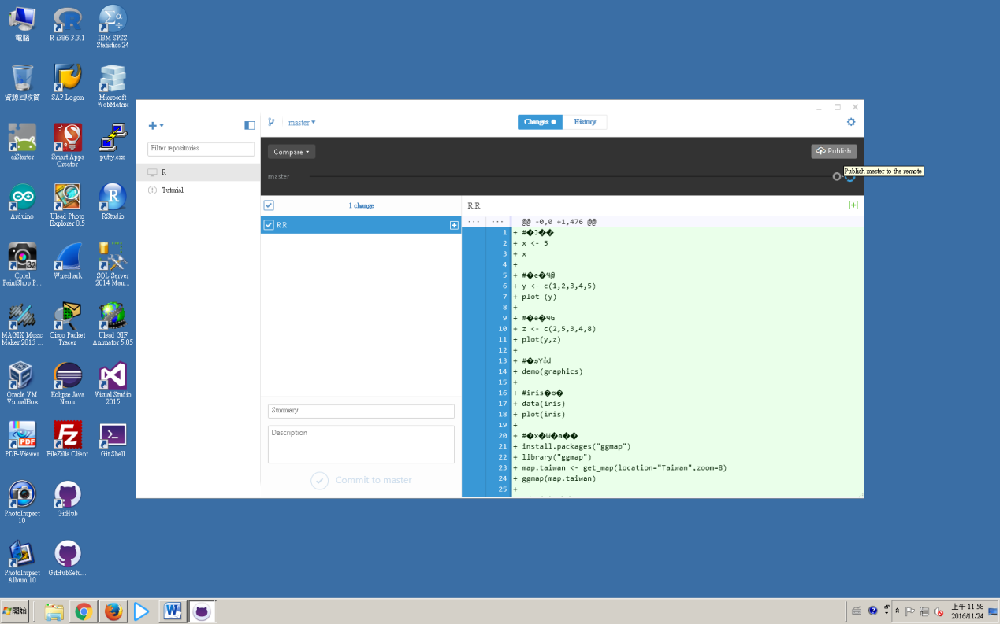 電腦
R i386 3.3.1
IBM SPSS
Statistics 24
資源回收筒
SAP Logon
Microsoft
WebMatrix
aiStarter
Smart Apps
Creator
putty.exe
Arduino
Ulead Photo
Explorer 8.5
RStudio
Corel
PaintShop P...
Wireshark
SQL Server
2014 Man...
MAGIX Music
Maker 2013 ...
Cisco Packet
Tracer
Ulead GIF
Animator 5.05
Oracle VM
VirtualBox
Eclipse Java
Neon
Visual Studio
2015
PDF-Viewer
FileZilla Client
Git Shell
PhotoImpact
10
GitHub
PhotoImpact
Album 10
GitHubSetu...
master
Changes
History
Filter repositories
R
Tutorial
Compare
Publish
master
Publish master to the remote
1 change
R.R
R.R
... ... @@ -0,0 +1,476 @@
1 + #�J��
2 + x <- 5
3 + x
4 +
5 + #�e�Ч@
6 + y <- c(1,2,3,4,5)
7 + plot (y)
8 +
9 + #�e�ЧG
10 + z <- c(2,5,3,4,8)
11 + plot(y,z)
12 +
14 + demo(graphics)
15 +
17 + data(iris)
18 + plot(iris)
19 +
20 + #�x�W�a��
21 + install.packages("ggmap")
22 + library("ggmap")
23 + map.taiwan <- get_map(location="Taiwan",zoom=8)
24 + ggmap(map.taiwan)
25 +
Summary
Description
Commit to master
開始
上午 11:58
2016/11/24